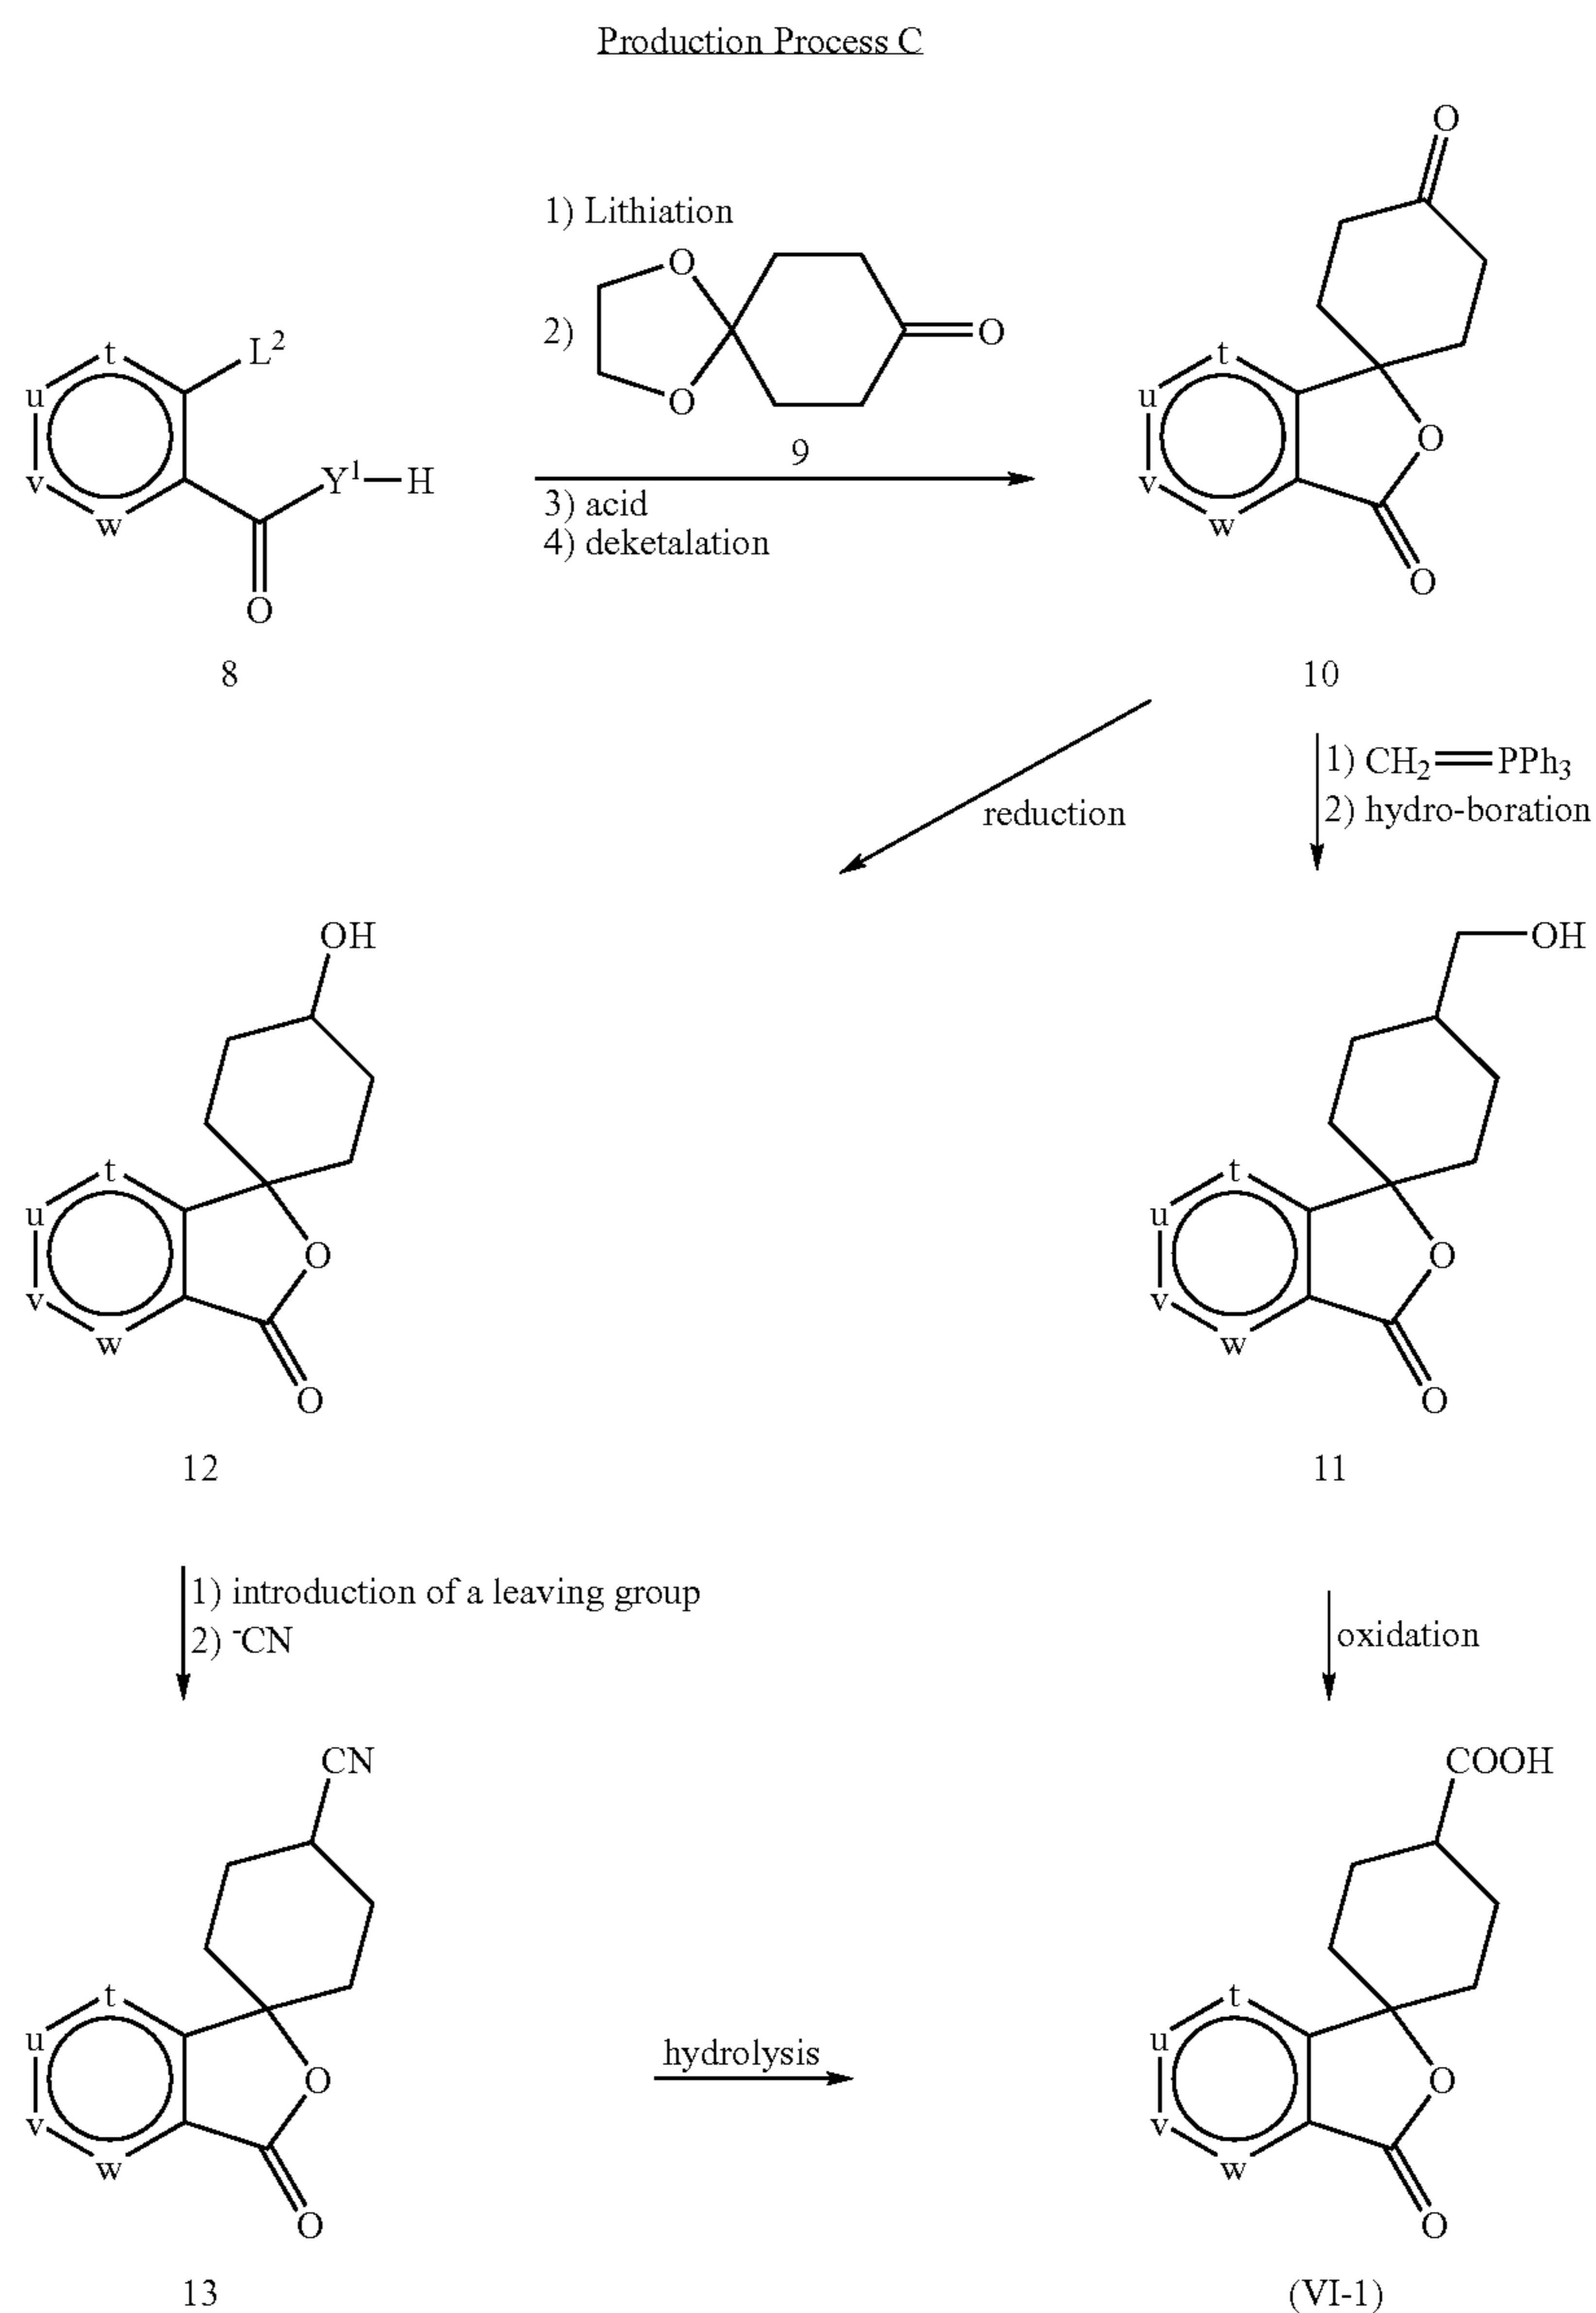 Production Process C
1) Lithiation
2)
O
O
O
9
3) acid
4) deketalation
t
u
v
w
L²
Y¹—H
O
8
O
t
u
v
w
O
O
10
reduction
1) CH₂=PPh₃
2) hydro-boration
OH
t
u
v
w
O
O
12
OH
t
u
v
w
O
O
11
1) introduction of a leaving group
2) ⁻CN
oxidation
CN
t
u
v
w
O
O
13
hydrolysis
COOH
t
u
v
w
O
O
(VI-1)